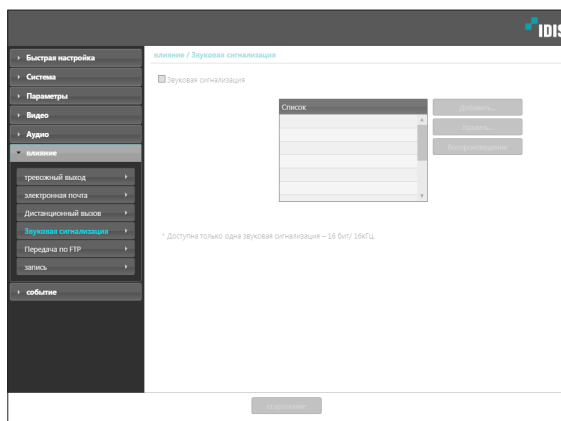 IDIS
Быстрая настройка
Система
Параметры
Видео
Аудио
влияние
тревожный выход
электронная почта
Дистанционный вызов
Звуковая сигнализация
Передача по FTP
запись
событие
влияние / Звуковая сигнализация
Звуковая сигнализация
Список
Добавить...
Удалить...
Воспроизведение
* Доступна только одна звуковая сигнализация – 16 бит/ 16кГц.